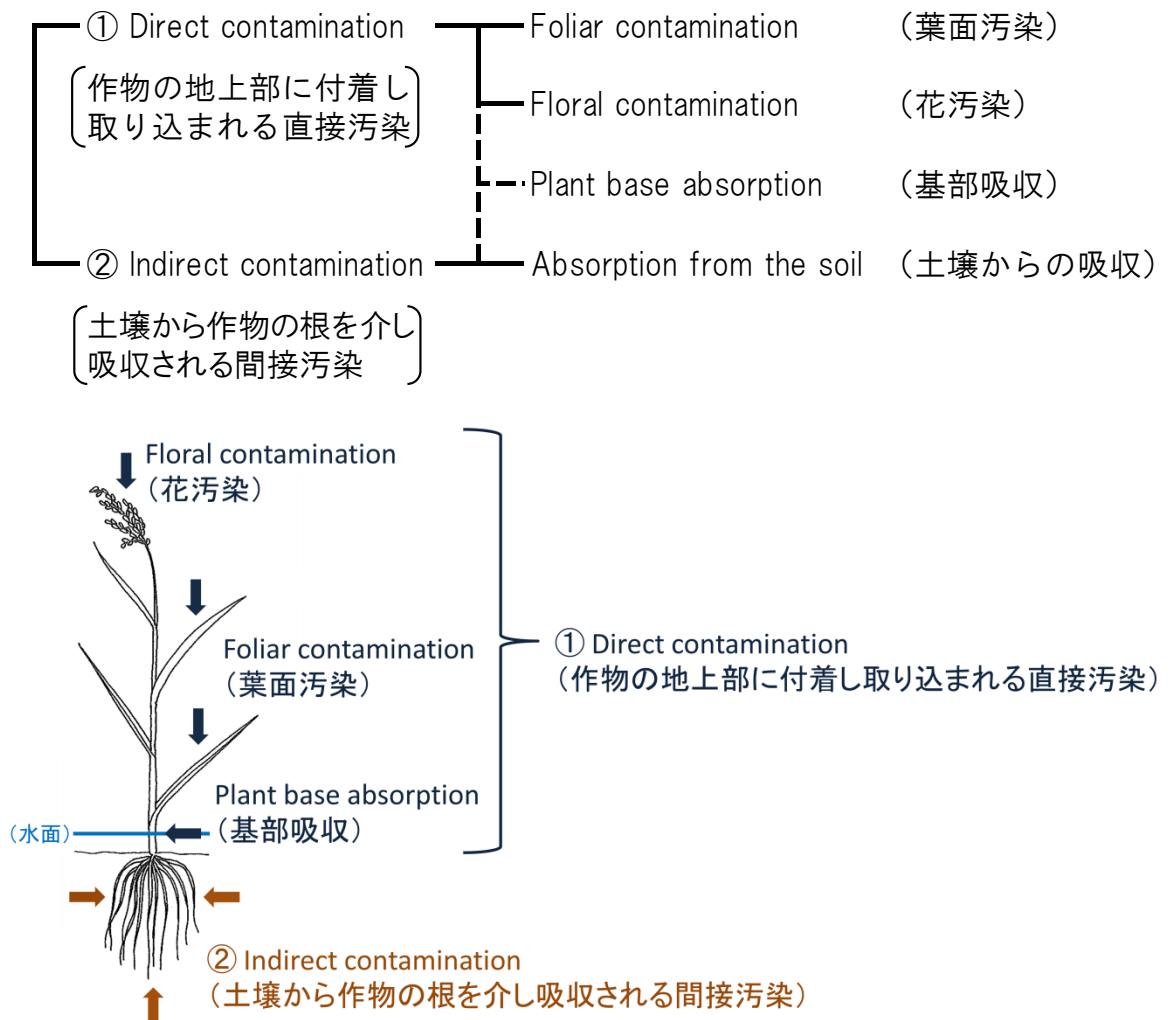 ① Direct contamination
Foliar contamination (葉面汚染)
作物の地上部に付着し
取り込まれる直接汚染
Floral contamination (花汚染)
Plant base absorption (基部吸収)
② Indirect contamination
Absorption from the soil (土壌からの吸収)
土壌から作物の根を介し
吸収される間接汚染
Floral contamination
(花汚染)
Foliar contamination
(葉面汚染)
① Direct contamination
(作物の地上部に付着し取り込まれる直接汚染)
Plant base absorption
(基部吸収)
(水面)
② Indirect contamination
(土壌から作物の根を介し吸収される間接汚染)